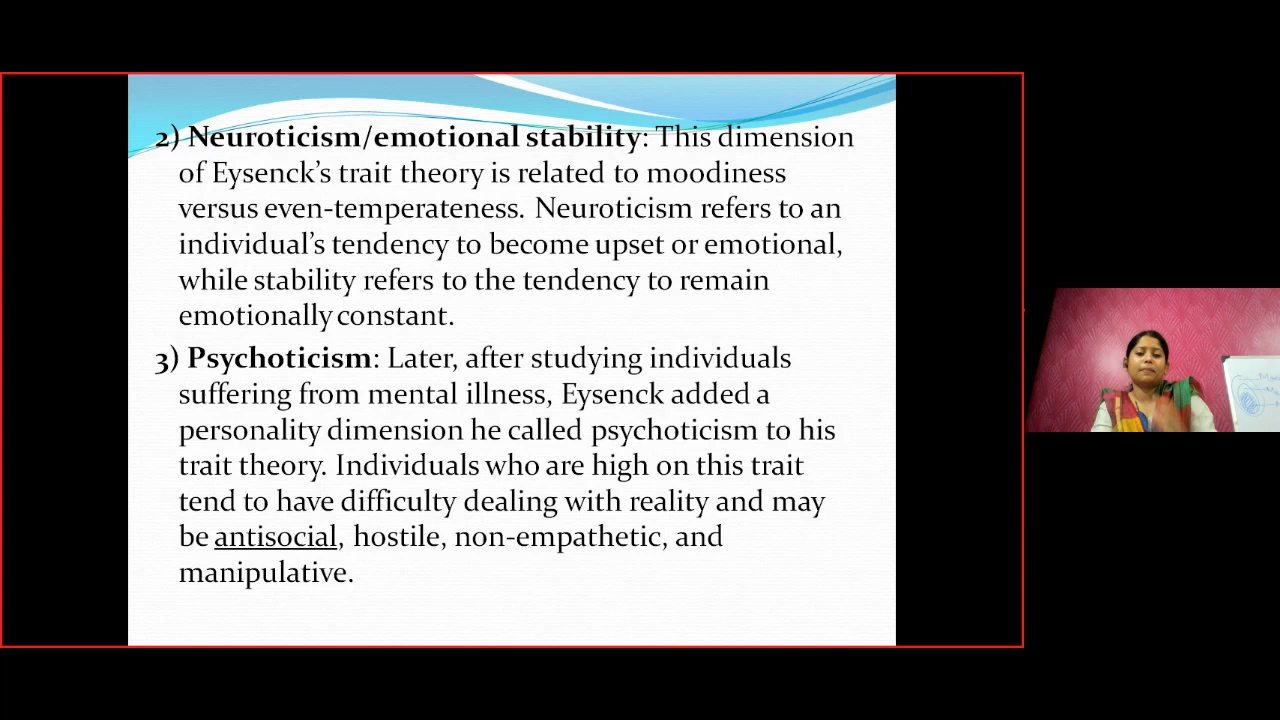 2) Neuroticism/emotional stability: This dimension
of Eysenck’s trait theory is related to moodiness
versus even-temperateness. Neuroticism refers to an
individual’s tendency to become upset or emotional,
while stability refers to the tendency to remain
emotionally constant.
3) Psychoticism: Later, after studying individuals
suffering from mental illness, Eysenck added a
personality dimension he called psychoticism to his
trait theory. Individuals who are high on this trait
tend to have difficulty dealing with reality and may
be antisocial, hostile, non-empathetic, and
manipulative.